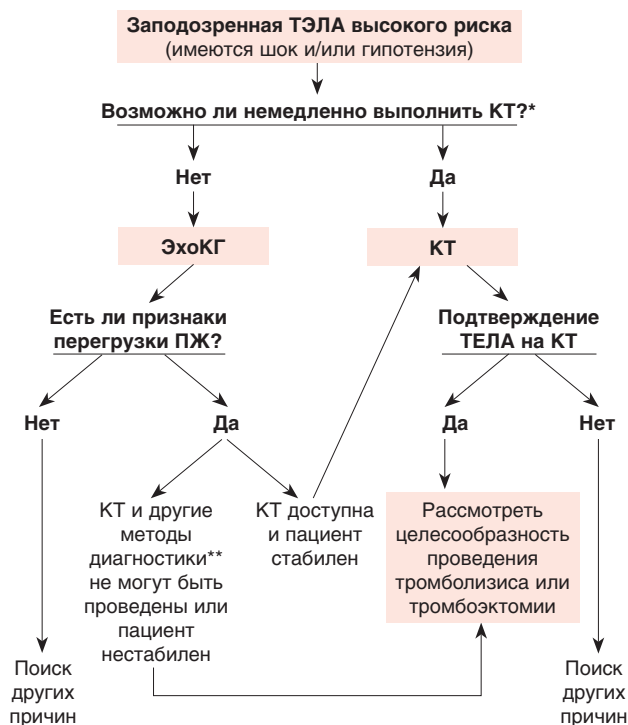 Заподозренная ТЭЛА высокого риска
(имеются шок и/или гипотензия)
Возможно ли немедленно выполнить КТ?*
Нет
Да
ЭхоКГ
КТ
Есть ли признаки
перегрузки ПЖ?
Подтверждение
ТЕЛА на КТ
Нет
Да
Да
Нет
КТ и другие
методы
диагностики**
не могут быть
проведены или
пациент
нестабилен
КТ доступна
и пациент
стабилен
Рассмотреть
целесообразность
проведения
тромболизиса или
тромбоэктомии
Поиск
других
причин
Поиск
других
причин